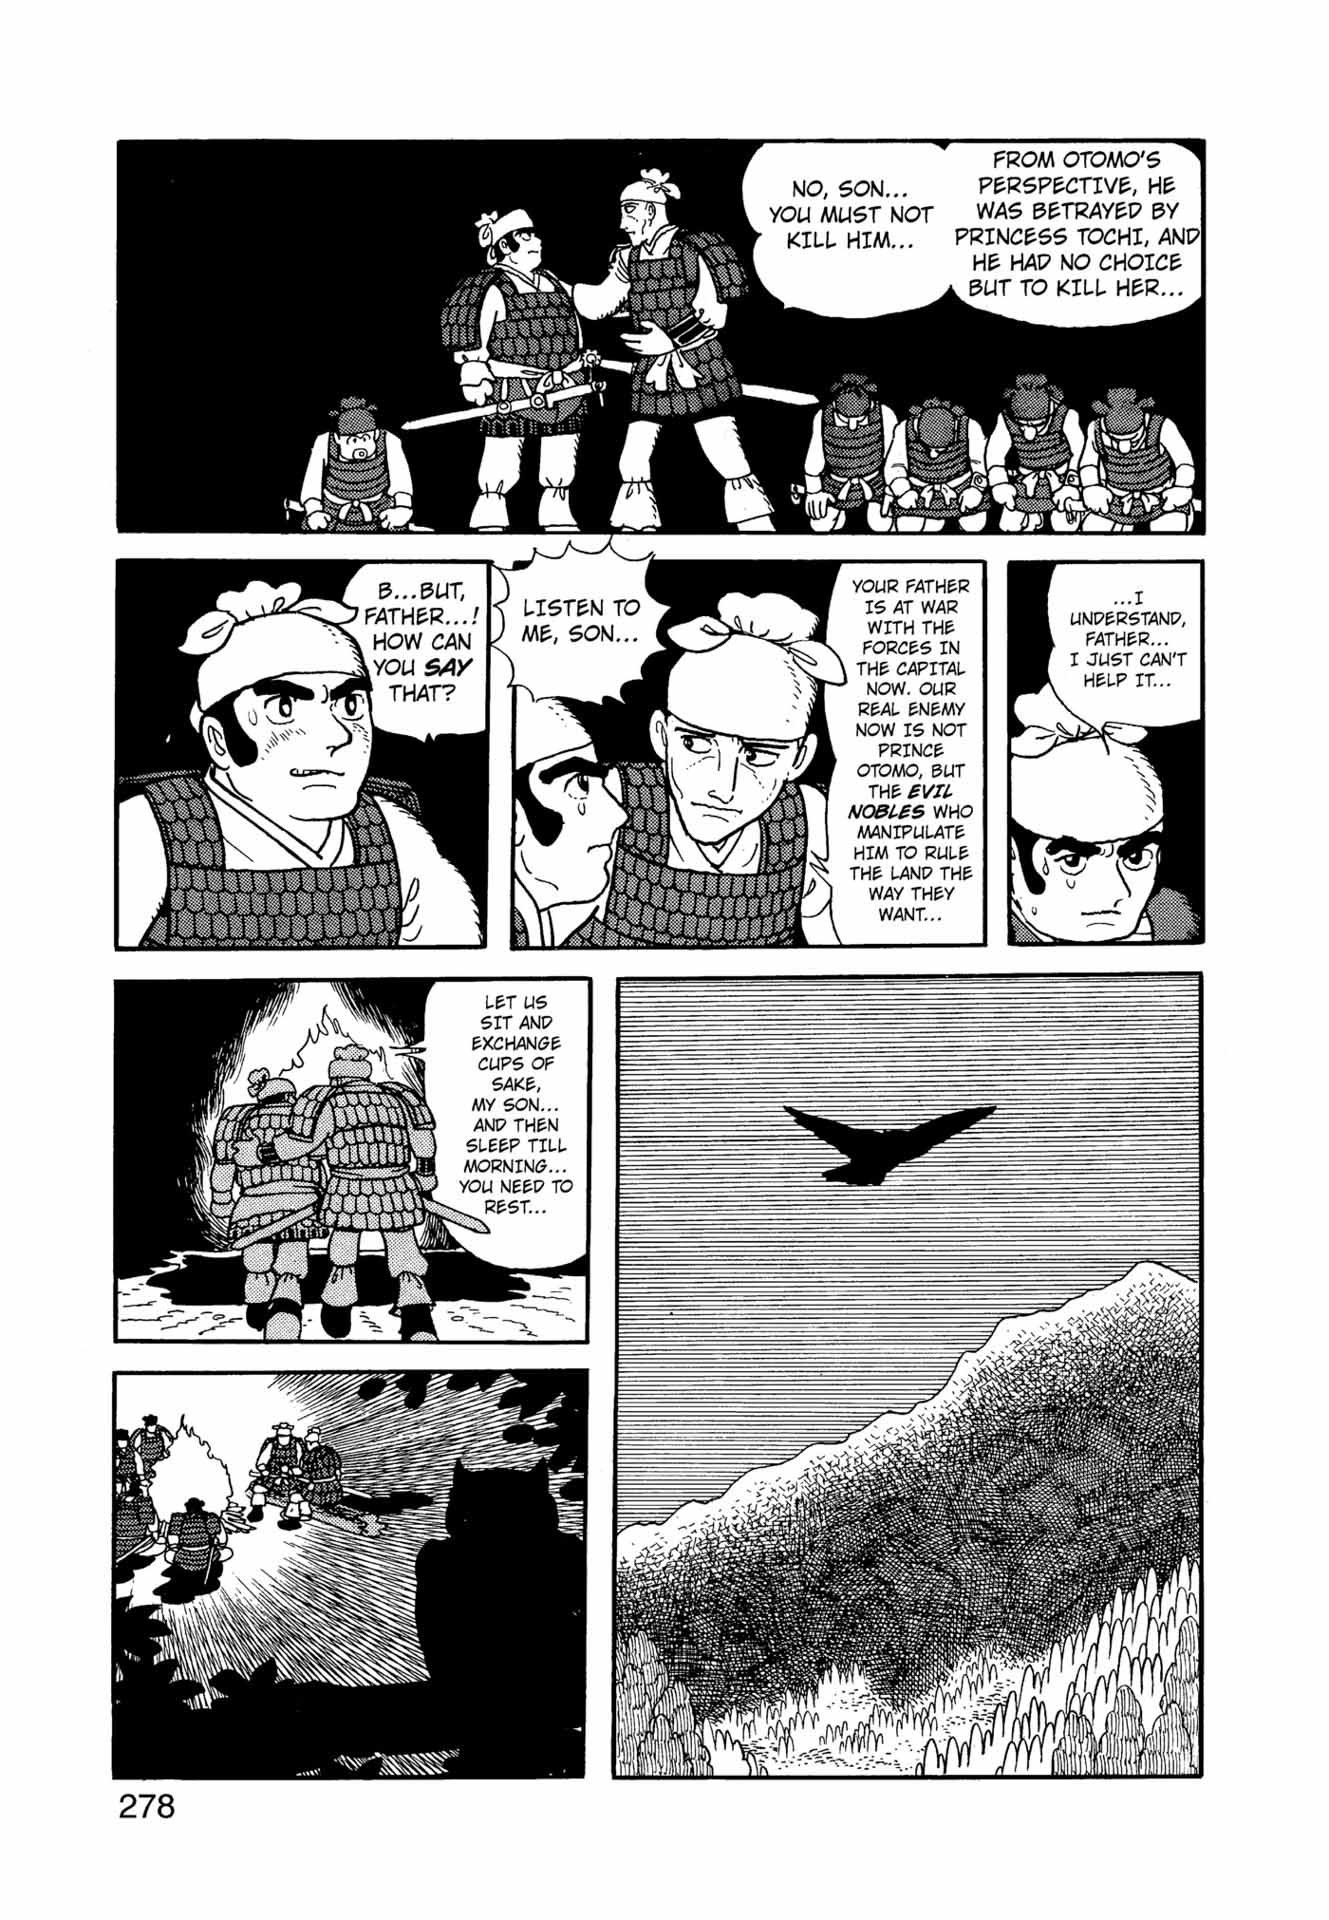 FROM OTOMO'S
PERSPECTIVE, HE
WAS BETRAYED BY
PRINCESS TOCHI, AND
HE HAD NO CHOICE
BUT TO KILL HER...
NO, SON...
YOU MUST NOT
KILL HIM...
B...BUT,
FATHER...!
HOW CAN
YOU SAY
THAT?
LISTEN TO
ME, SON...
YOUR FATHER
IS AT WAR
WITH THE
FORCES IN
THE CAPITAL
NOW. OUR
REAL ENEMY
NOW IS NOT
PRINCE
OTOMO, BUT
THE EVIL
NOBLES WHO
MANIPULATE
HIM TO RULE
THE LAND THE
WAY THEY
WANT...
...I
UNDERSTAND,
FATHER...
I JUST CAN'T
HELP IT...
LET US
SIT AND
EXCHANGE
CUPS OF
SAKE,
MY SON...
AND THEN
SLEEP TILL
MORNING...
YOU NEED TO
REST...
278